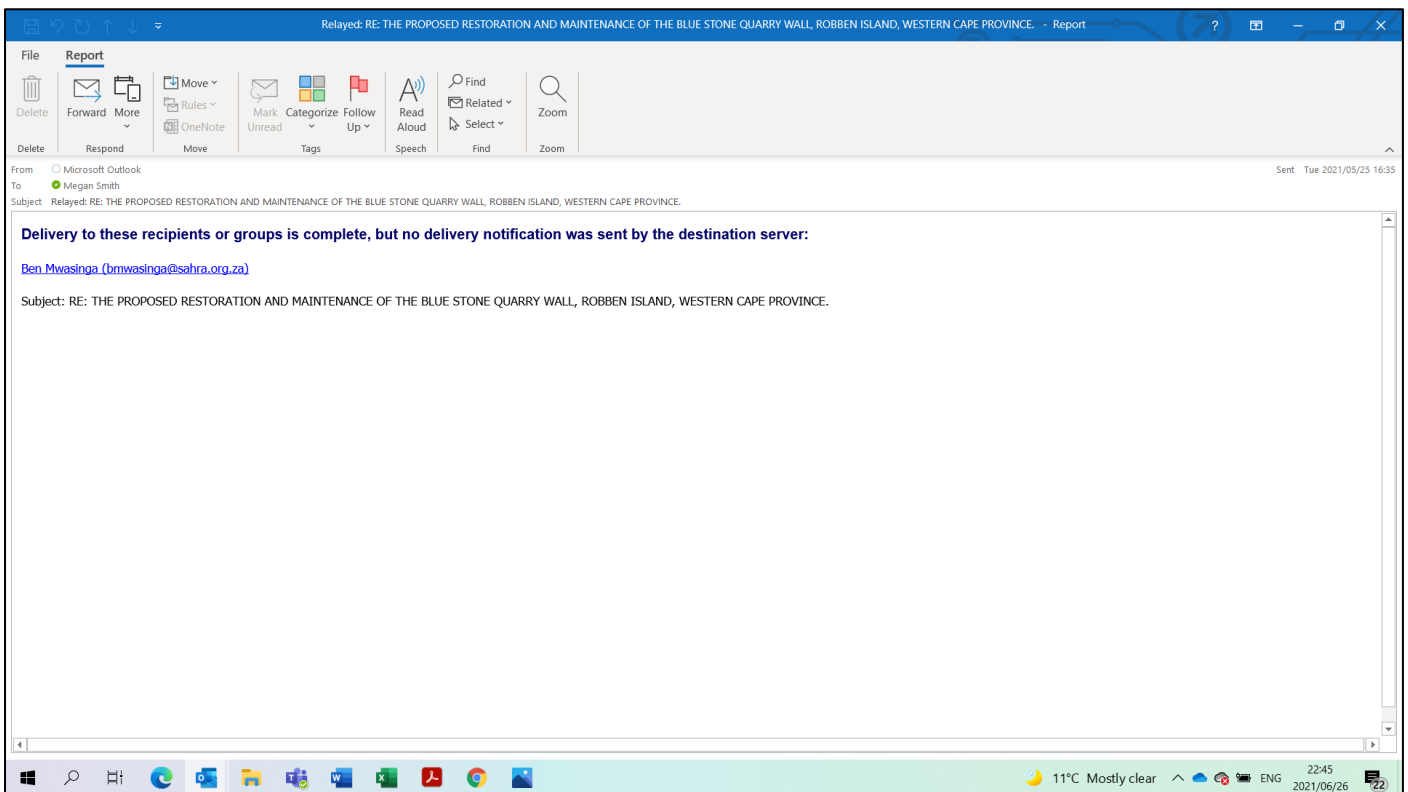 Relayed: RE: THE PROPOSED RESTORATION AND MAINTENANCE OF THE BLUE STONE QUARRY WALL, ROBBEN ISLAND, WESTERN CAPE PROVINCE. - Report
?
File Report
Delete
Forward More
Move
Rules
OneNote
Mark Unread
Categorize
Follow Up
Read Aloud
Find
Related
Select
Zoom
Delete Respond Move Tags Speech Find Zoom
From Microsoft Outlook Sent Tue 2021/05/25 16:35
To Megan Smith
Subject Relayed: RE: THE PROPOSED RESTORATION AND MAINTENANCE OF THE BLUE STONE QUARRY WALL, ROBBEN ISLAND, WESTERN CAPE PROVINCE.
Delivery to these recipients or groups is complete, but no delivery notification was sent by the destination server:
Ben Mwasinga (bmwasinga@sahra.org.za)
Subject: RE: THE PROPOSED RESTORATION AND MAINTENANCE OF THE BLUE STONE QUARRY WALL, ROBBEN ISLAND, WESTERN CAPE PROVINCE.
11°C Mostly clear ENG 22:45
2021/06/26
22